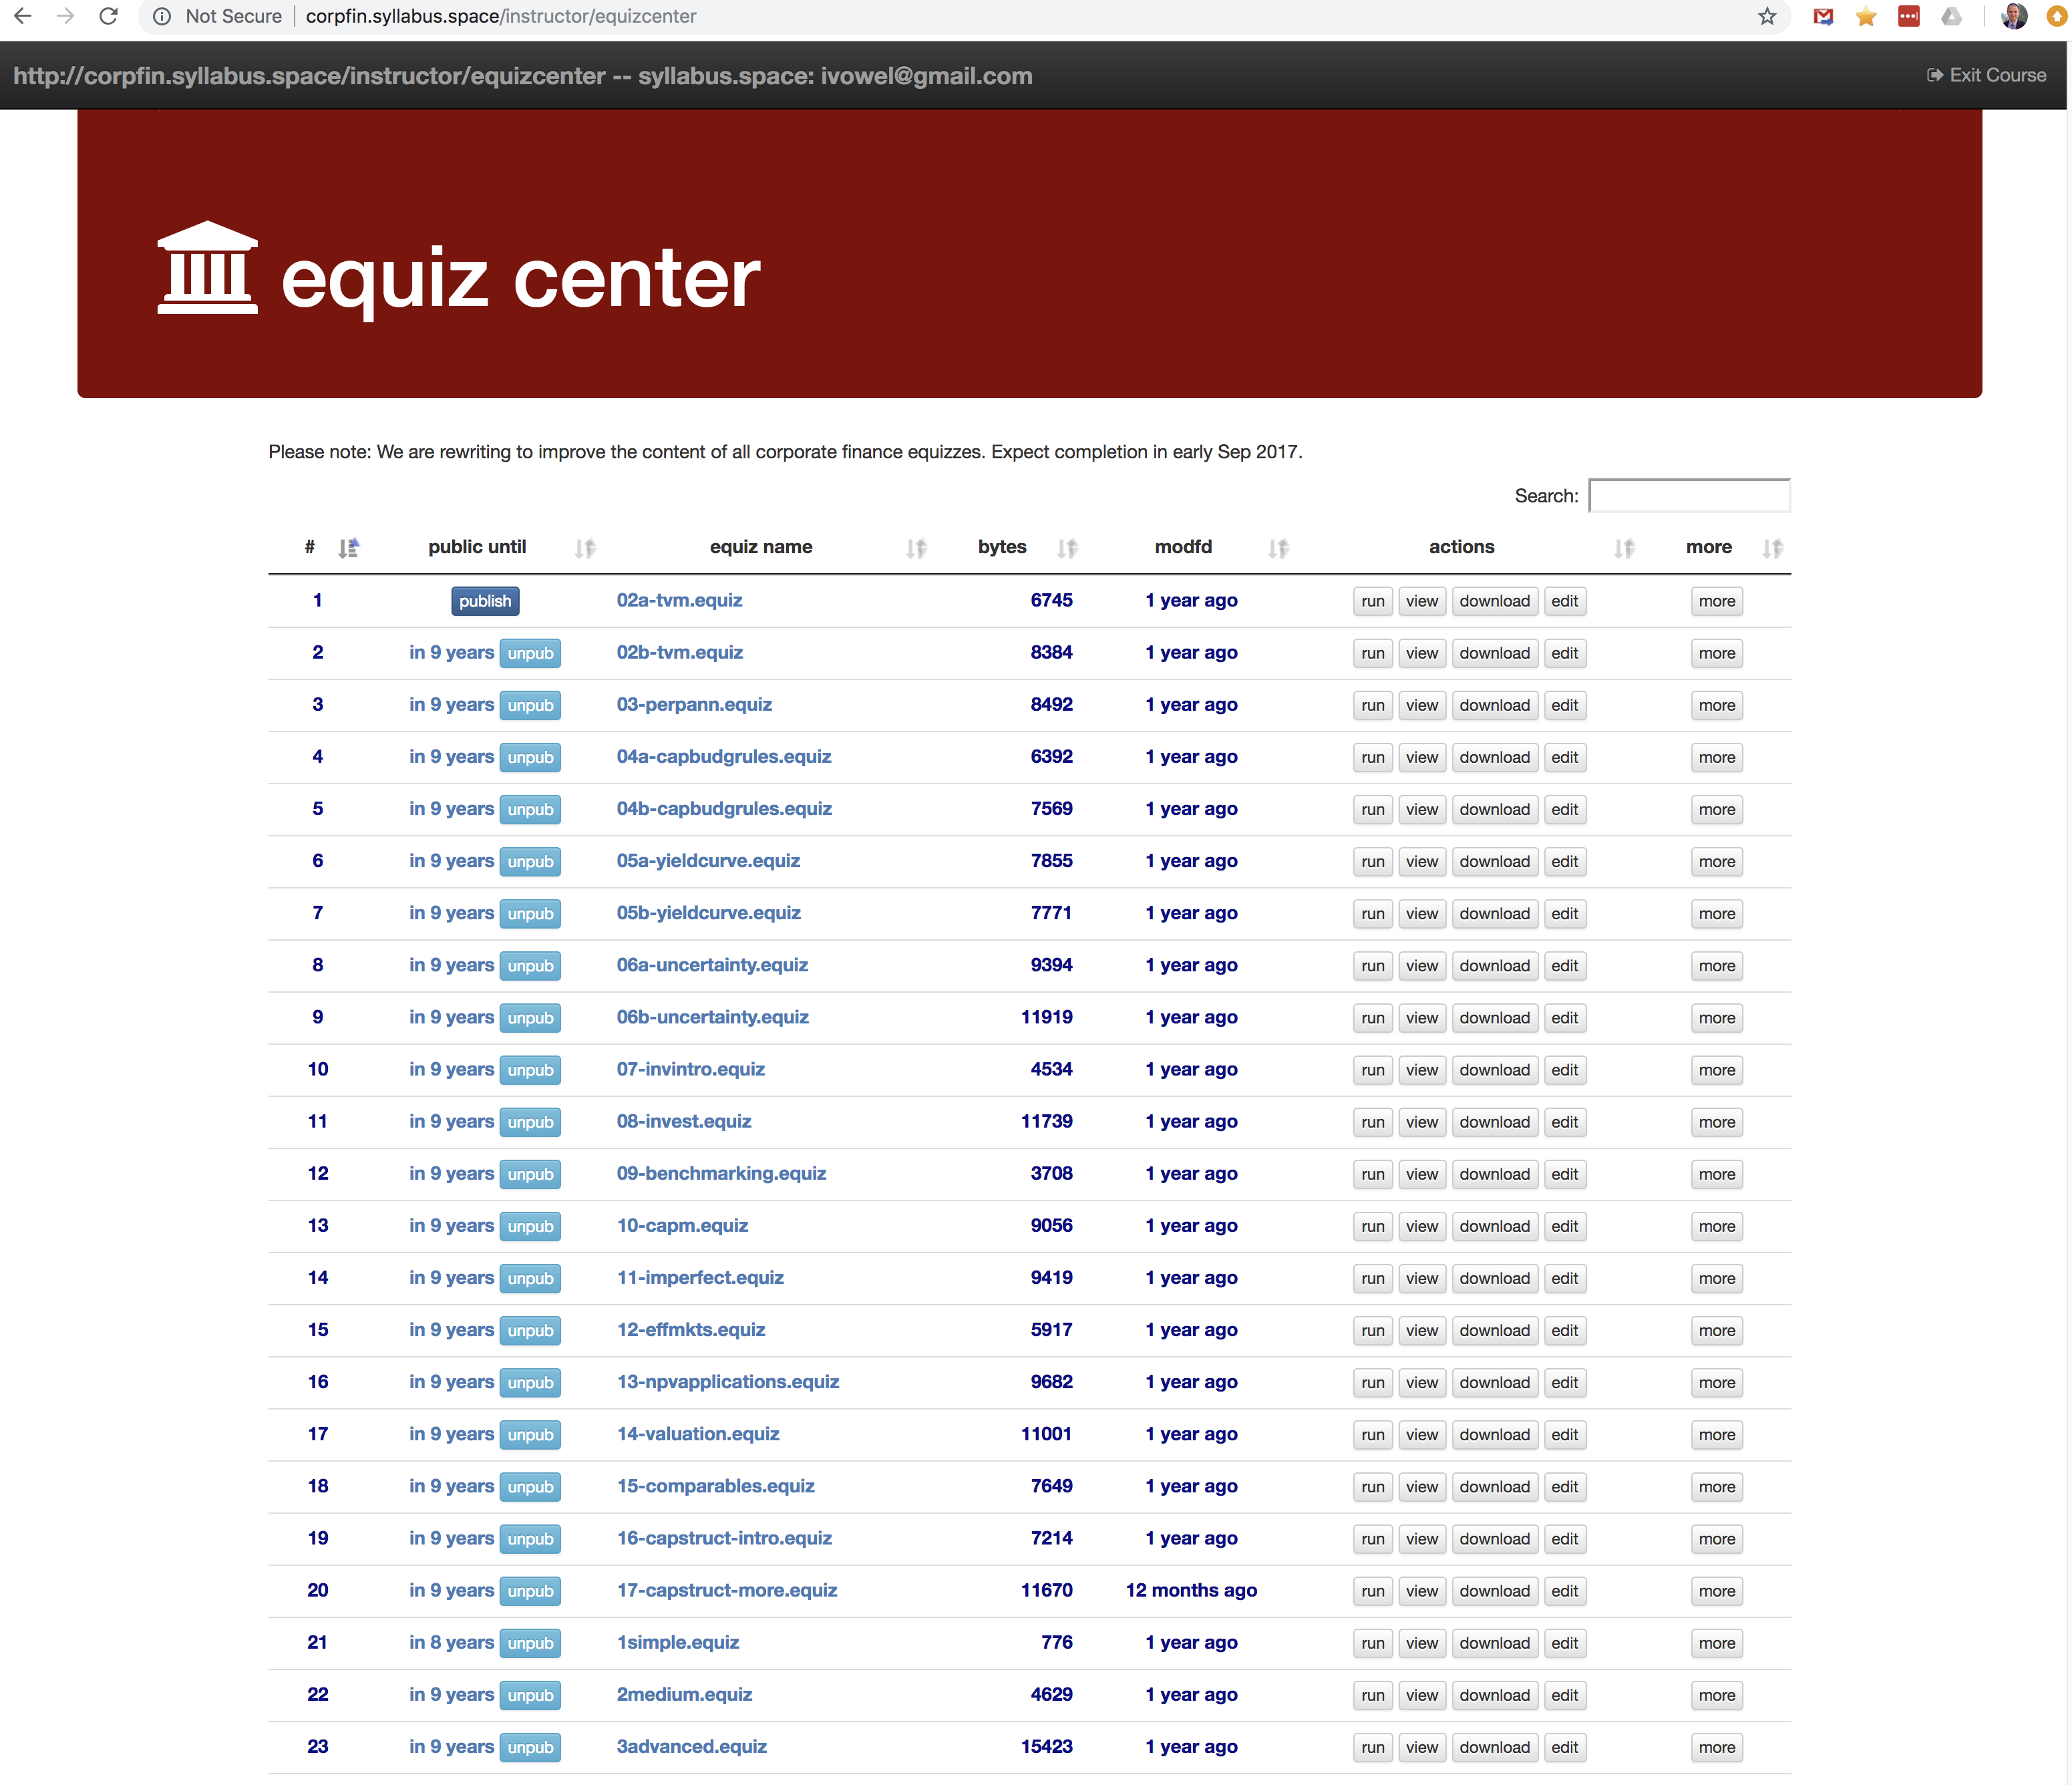 Not Secure | corpfin.syllabus.space/instructor/equizcenter
http://corpfin.syllabus.space/instructor/equizcenter -- syllabus.space: ivowel@gmail.com Exit Course
equiz center
Please note: We are rewriting to improve the content of all corporate finance equizzes. Expect completion in early Sep 2017.
Search:
# public until equiz name bytes modfd actions more
1 publish 02a-tvm.equiz 6745 1 year ago run view download edit more
2 in 9 years unpub 02b-tvm.equiz 8384 1 year ago run view download edit more
3 in 9 years unpub 03-perpann.equiz 8492 1 year ago run view download edit more
4 in 9 years unpub 04a-capbudgrules.equiz 6392 1 year ago run view download edit more
5 in 9 years unpub 04b-capbudgrules.equiz 7569 1 year ago run view download edit more
6 in 9 years unpub 05a-yieldcurve.equiz 7855 1 year ago run view download edit more
7 in 9 years unpub 05b-yieldcurve.equiz 7771 1 year ago run view download edit more
8 in 9 years unpub 06a-uncertainty.equiz 9394 1 year ago run view download edit more
9 in 9 years unpub 06b-uncertainty.equiz 11919 1 year ago run view download edit more
10 in 9 years unpub 07-invintro.equiz 4534 1 year ago run view download edit more
11 in 9 years unpub 08-invest.equiz 11739 1 year ago run view download edit more
12 in 9 years unpub 09-benchmarking.equiz 3708 1 year ago run view download edit more
13 in 9 years unpub 10-capm.equiz 9056 1 year ago run view download edit more
14 in 9 years unpub 11-imperfect.equiz 9419 1 year ago run view download edit more
15 in 9 years unpub 12-effmkts.equiz 5917 1 year ago run view download edit more
16 in 9 years unpub 13-npvapplications.equiz 9682 1 year ago run view download edit more
17 in 9 years unpub 14-valuation.equiz 11001 1 year ago run view download edit more
18 in 9 years unpub 15-comparables.equiz 7649 1 year ago run view download edit more
19 in 9 years unpub 16-capstruct-intro.equiz 7214 1 year ago run view download edit more
20 in 9 years unpub 17-capstruct-more.equiz 11670 12 months ago run view download edit more
21 in 8 years unpub 1simple.equiz 776 1 year ago run view download edit more
22 in 9 years unpub 2medium.equiz 4629 1 year ago run view download edit more
23 in 9 years unpub 3advanced.equiz 15423 1 year ago run view download edit more